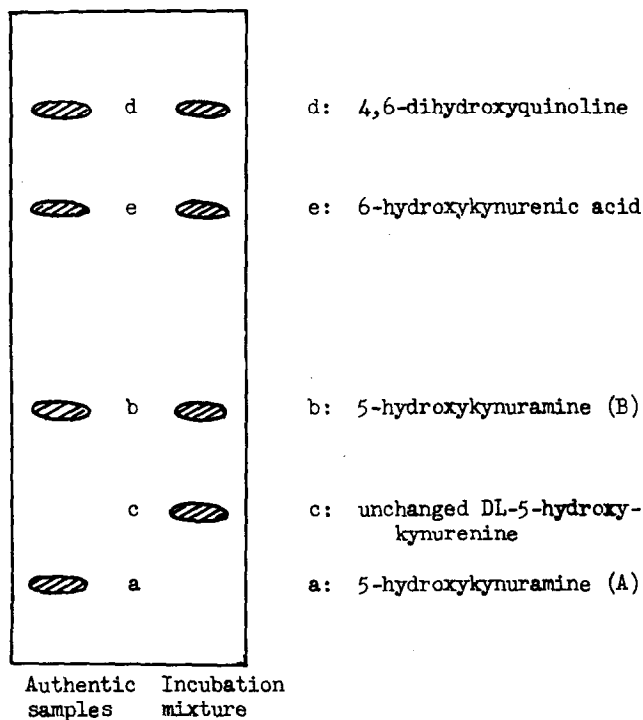 d d: 4,6-dihydroxyquinoline
e e: 6-hydroxykynurenic acid
b b: 5-hydroxykynuramine (B)
c c: unchanged DL-5-hydroxy-
kynurenine
a a: 5-hydroxykynuramine (A)
Authentic Incubation
samples mixture